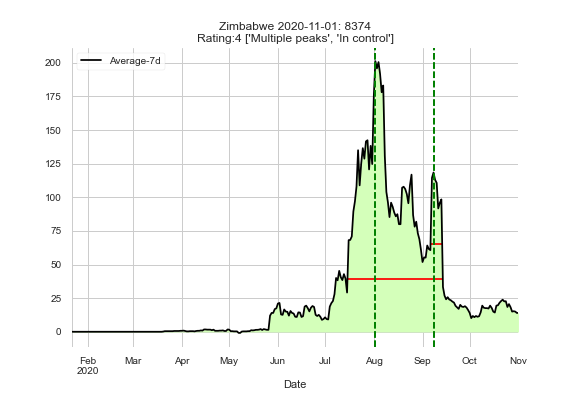 Zimbabwe 2020-11-01: 8374
Rating:4 ['Multiple peaks', 'In control']
Average-7d
200
175
150
125
100
75
50
25
0
Feb Mar Apr May Jun Jul Aug Sep Oct Nov
2020
Date